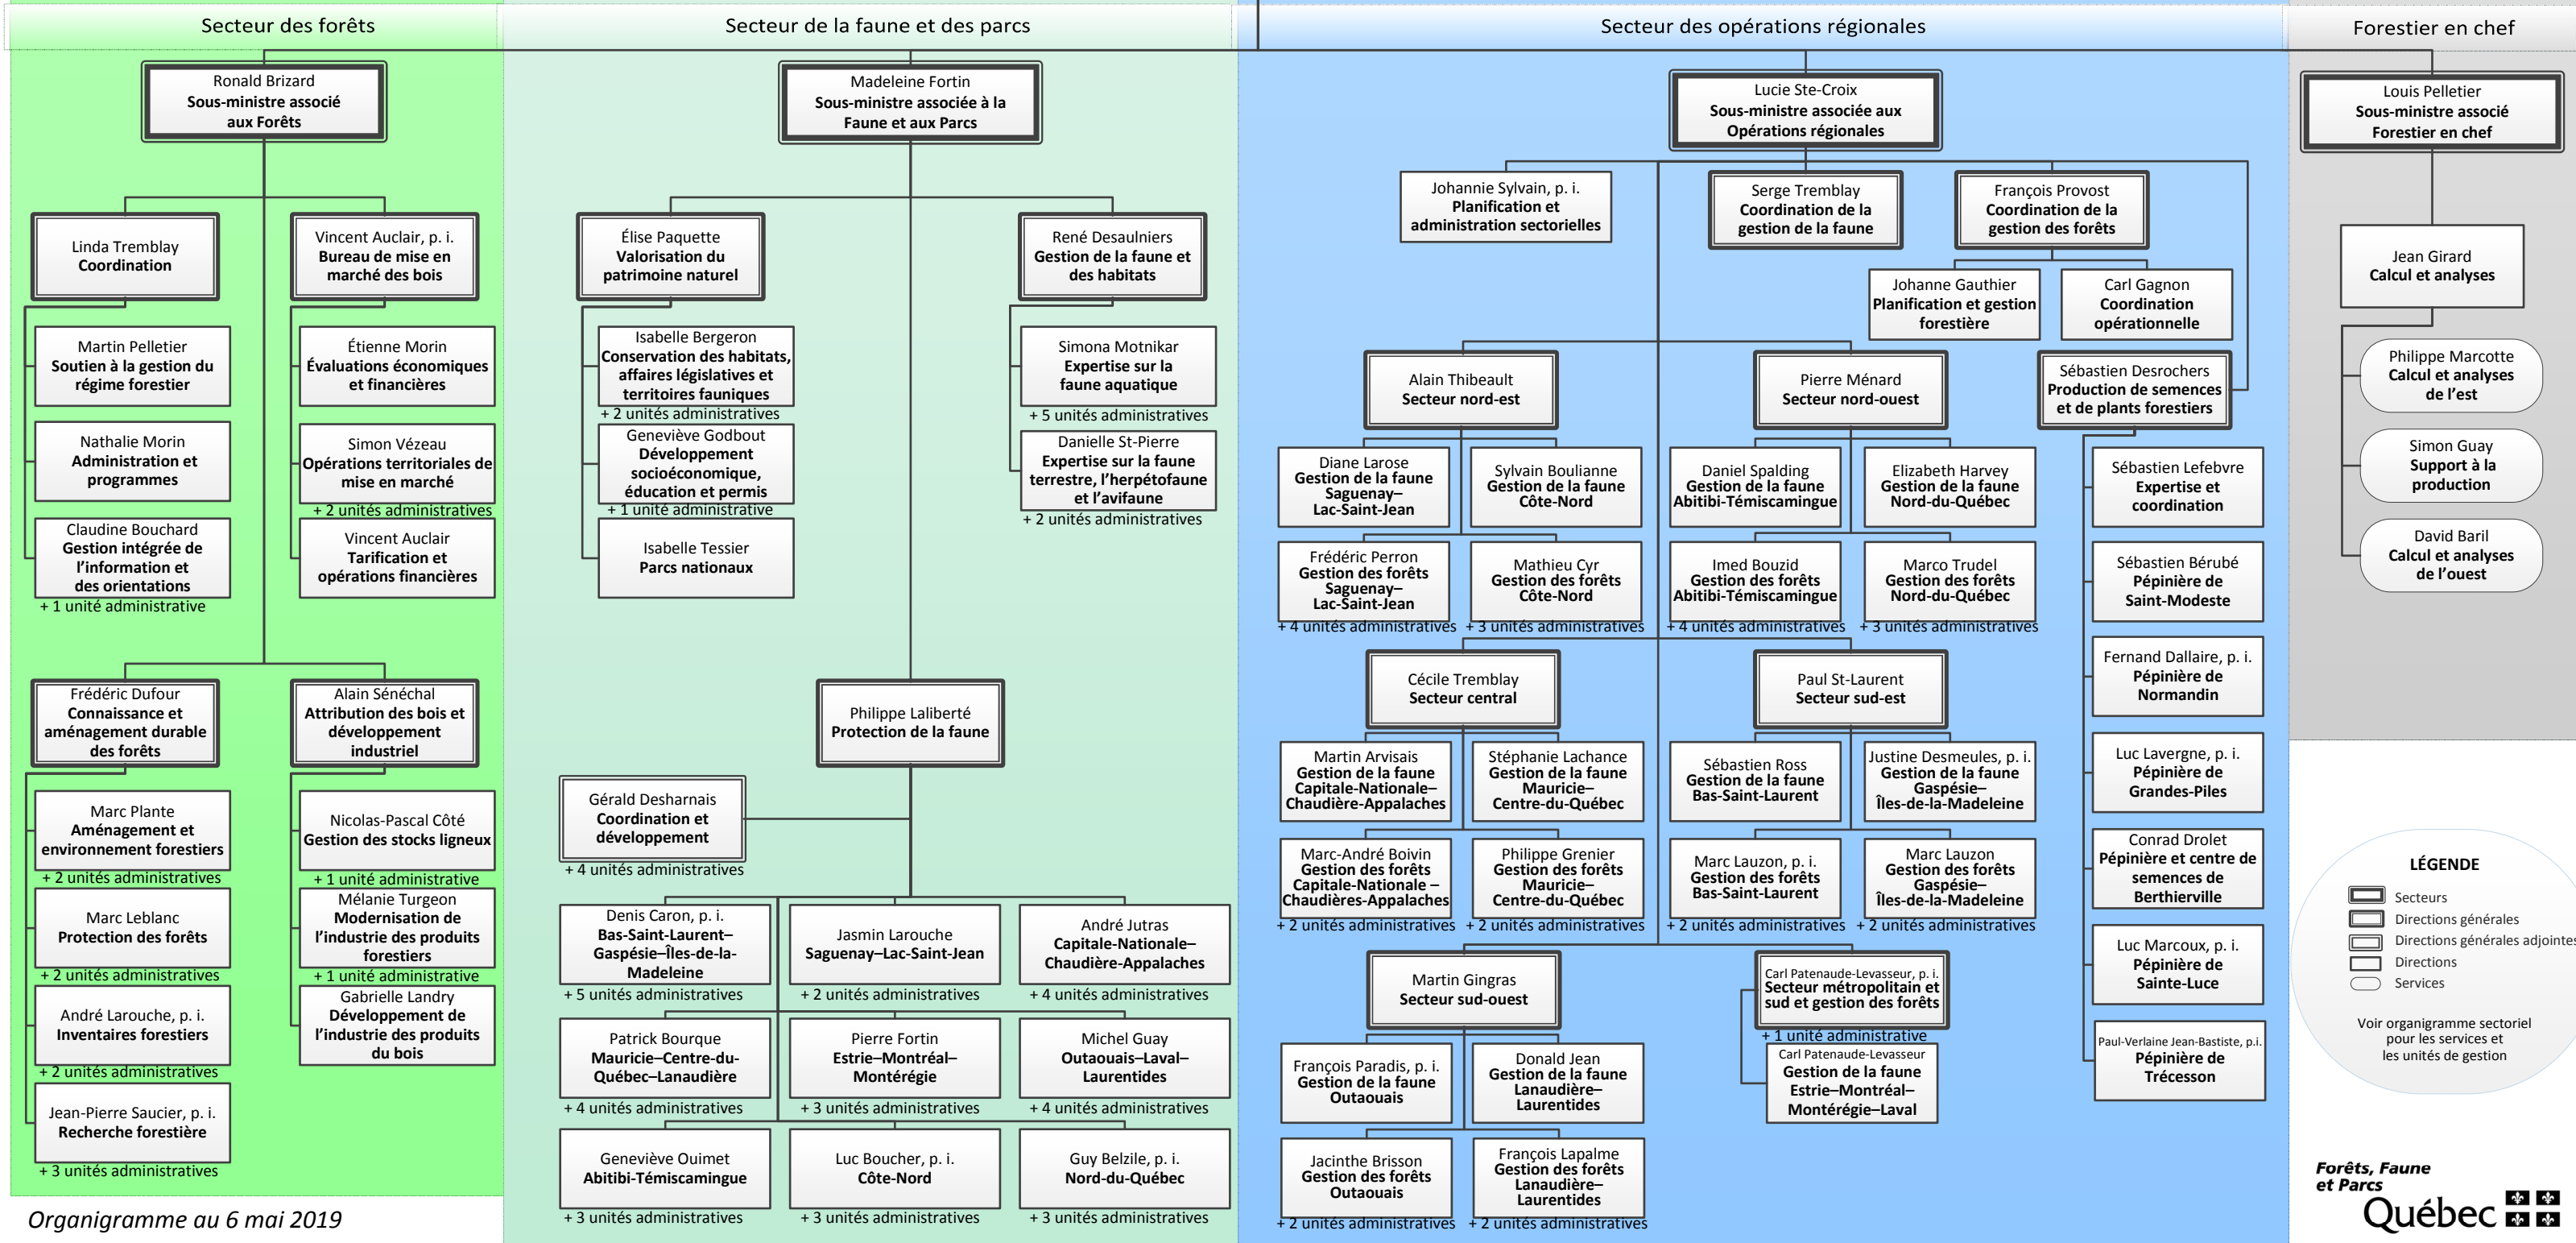 Secteur des forêts
Ronald Brizard
Sous-ministre associé
aux Forêts
Linda Tremblay
Coordination
Martin Pelletier
Soutien à la gestion du
régime forestier
Nathalie Morin
Administration et
programmes
Claudine Bouchard
Gestion intégrée de
l'information et
des orientations
+ 1 unité administrative
Vincent Auclair, p. i.
Bureau de mise en
marché des bois
Étienne Morin
Évaluations économiques
et financières
Simon Vézeau
Opérations territoriales de
mise en marché
+ 2 unités administratives
Vincent Auclair
Tarification et
opérations financières
Frédéric Dufour
Connaissance et
aménagement durable
des forêts
Marc Plante
Aménagement et
environnement forestiers
+ 2 unités administratives
Marc Leblanc
Protection des forêts
+ 2 unités administratives
André Larouche, p. i.
Inventaires forestiers
+ 2 unités administratives
Jean-Pierre Saucier, p. i.
Recherche forestière
+ 3 unités administratives
Alain Sénéchal
Attribution des bois et
développement
industriel
Nicolas-Pascal Côté
Gestion des stocks ligneux
+ 1 unité administrative
Mélanie Turgeon
Modernisation de
l'industrie des produits
forestiers
+ 1 unité administrative
Gabrielle Landry
Développement de
l'industrie des produits
du bois
Organigramme au 6 mai 2019
Secteur de la faune et des parcs
Madeleine Fortin
Sous-ministre associée à la
Faune et aux Parcs
Élise Paquette
Valorisation du
patrimoine naturel
Isabelle Bergeron
Conservation des habitats,
affaires législatives et
territoires fauniques
+ 2 unités administratives
Geneviève Godbout
Développement
socioéconomique,
éducation et permis
+ 1 unité administrative
Isabelle Tessier
Parcs nationaux
René Desaulniers
Gestion de la faune et
des habitats
Simona Motnikar
Expertise sur la
faune aquatique
+ 5 unités administratives
Danielle St-Pierre
Expertise sur la faune
terrestre, l'herpétofaune
et l'avifaune
+ 2 unités administratives
Philippe Laliberté
Protection de la faune
Gérald Desharnais
Coordination et
développement
+ 4 unités administratives
Denis Caron, p. i.
Bas-Saint-Laurent–
Gaspésie–Îles-de-la-
Madeleine
+ 5 unités administratives
Jasmin Larouche
Saguenay–Lac-Saint-Jean
+ 2 unités administratives
André Jutras
Capitale-Nationale–
Chaudière-Appalaches
+ 4 unités administratives
Patrick Bourque
Mauricie–Centre-du-
Québec–Lanaudière
+ 4 unités administratives
Pierre Fortin
Estrie–Montréal–
Montérégie
+ 3 unités administratives
Michel Guay
Outaouais–Laval–
Laurentides
+ 4 unités administratives
Geneviève Ouimet
Abitibi-Témiscamingue
+ 3 unités administratives
Luc Boucher, p. i.
Côte-Nord
+ 3 unités administratives
Guy Belzile, p. i.
Nord-du-Québec
+ 3 unités administratives
Secteur des opérations régionales
Lucie Ste-Croix
Sous-ministre associée aux
Opérations régionales
Johannie Sylvain, p. i.
Planification et
administration sectorielles
Serge Tremblay
Coordination de la
gestion de la faune
François Provost
Coordination de la
gestion des forêts
Johanne Gauthier
Planification et gestion
forestière
Carl Gagnon
Coordination
opérationnelle
Alain Thibeault
Secteur nord-est
Diane Larose
Gestion de la faune
Saguenay–
Lac-Saint-Jean
Sylvain Boulianne
Gestion de la faune
Côte-Nord
Frédéric Perron
Gestion des forêts
Saguenay–
Lac-Saint-Jean
+ 4 unités administratives
Mathieu Cyr
Gestion des forêts
Côte-Nord
+ 3 unités administratives
Pierre Ménard
Secteur nord-ouest
Daniel Spalding
Gestion de la faune
Abitibi-Témiscamingue
Elizabeth Harvey
Gestion de la faune
Nord-du-Québec
Imed Bouzid
Gestion des forêts
Abitibi-Témiscamingue
+ 4 unités administratives
Marco Trudel
Gestion des forêts
Nord-du-Québec
+ 3 unités administratives
Cécile Tremblay
Secteur central
Martin Arvisais
Gestion de la faune
Capitale-Nationale–
Chaudière-Appalaches
Stéphanie Lachance
Gestion de la faune
Mauricie–
Centre-du-Québec
Marc-André Boivin
Gestion des forêts
Capitale-Nationale –
Chaudières-Appalaches
+ 2 unités administratives
Philippe Grenier
Gestion des forêts
Mauricie–
Centre-du-Québec
+ 2 unités administratives
Paul St-Laurent
Secteur sud-est
Sébastien Ross
Gestion de la faune
Bas-Saint-Laurent
Justine Desmeules, p. i.
Gestion de la faune
Gaspésie–
Îles-de-la-Madeleine
Marc Lauzon, p. i.
Gestion des forêts
Bas-Saint-Laurent
+ 2 unités administratives
Marc Lauzon
Gestion des forêts
Gaspésie–
Îles-de-la-Madeleine
+ 2 unités administratives
Martin Gingras
Secteur sud-ouest
François Paradis, p. i.
Gestion de la faune
Outaouais
Donald Jean
Gestion de la faune
Lanaudière–
Laurentides
Jacinthe Brisson
Gestion des forêts
Outaouais
+ 2 unités administratives
François Lapalme
Gestion des forêts
Lanaudière–
Laurentides
+ 2 unités administratives
Carl Patenaude-Levasseur, p. i.
Secteur métropolitain et
sud et gestion des forêts
+ 1 unité administrative
Carl Patenaude-Levasseur
Gestion de la faune
Estrie–Montréal–
Montérégie–Laval
Sébastien Desrochers
Production de semences
et de plants forestiers
Sébastien Lefebvre
Expertise et
coordination
Sébastien Bérubé
Pépinière de
Saint-Modeste
Fernand Dallaire, p. i.
Pépinière de
Normandin
Luc Lavergne, p. i.
Pépinière de
Grandes-Piles
Conrad Drolet
Pépinière et centre de
semences de
Berthierville
Luc Marcoux, p. i.
Pépinière de
Sainte-Luce
Paul-Verlaine Jean-Bastiste, p.i.
Pépinière de
Trécesson
Forestier en chef
Louis Pelletier
Sous-ministre associé
Forestier en chef
Jean Girard
Calcul et analyses
Philippe Marcotte
Calcul et analyses
de l'est
Simon Guay
Support à la
production
David Baril
Calcul et analyses
de l'ouest
LÉGENDE
Secteurs
Directions générales
Directions générales adjointes
Directions
Services
Voir organigramme sectoriel
pour les services et
les unités de gestion
Forêts, Faune
et Parcs
Québec